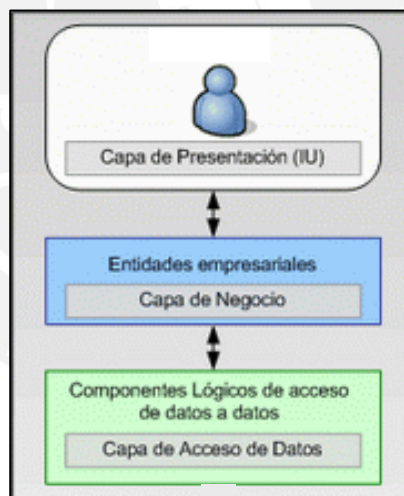 Capa de Presentación (IU)
Entidades empresariales
Capa de Negocio
Componentes Lógicos de acceso
de datos a datos
Capa de Acceso de Datos